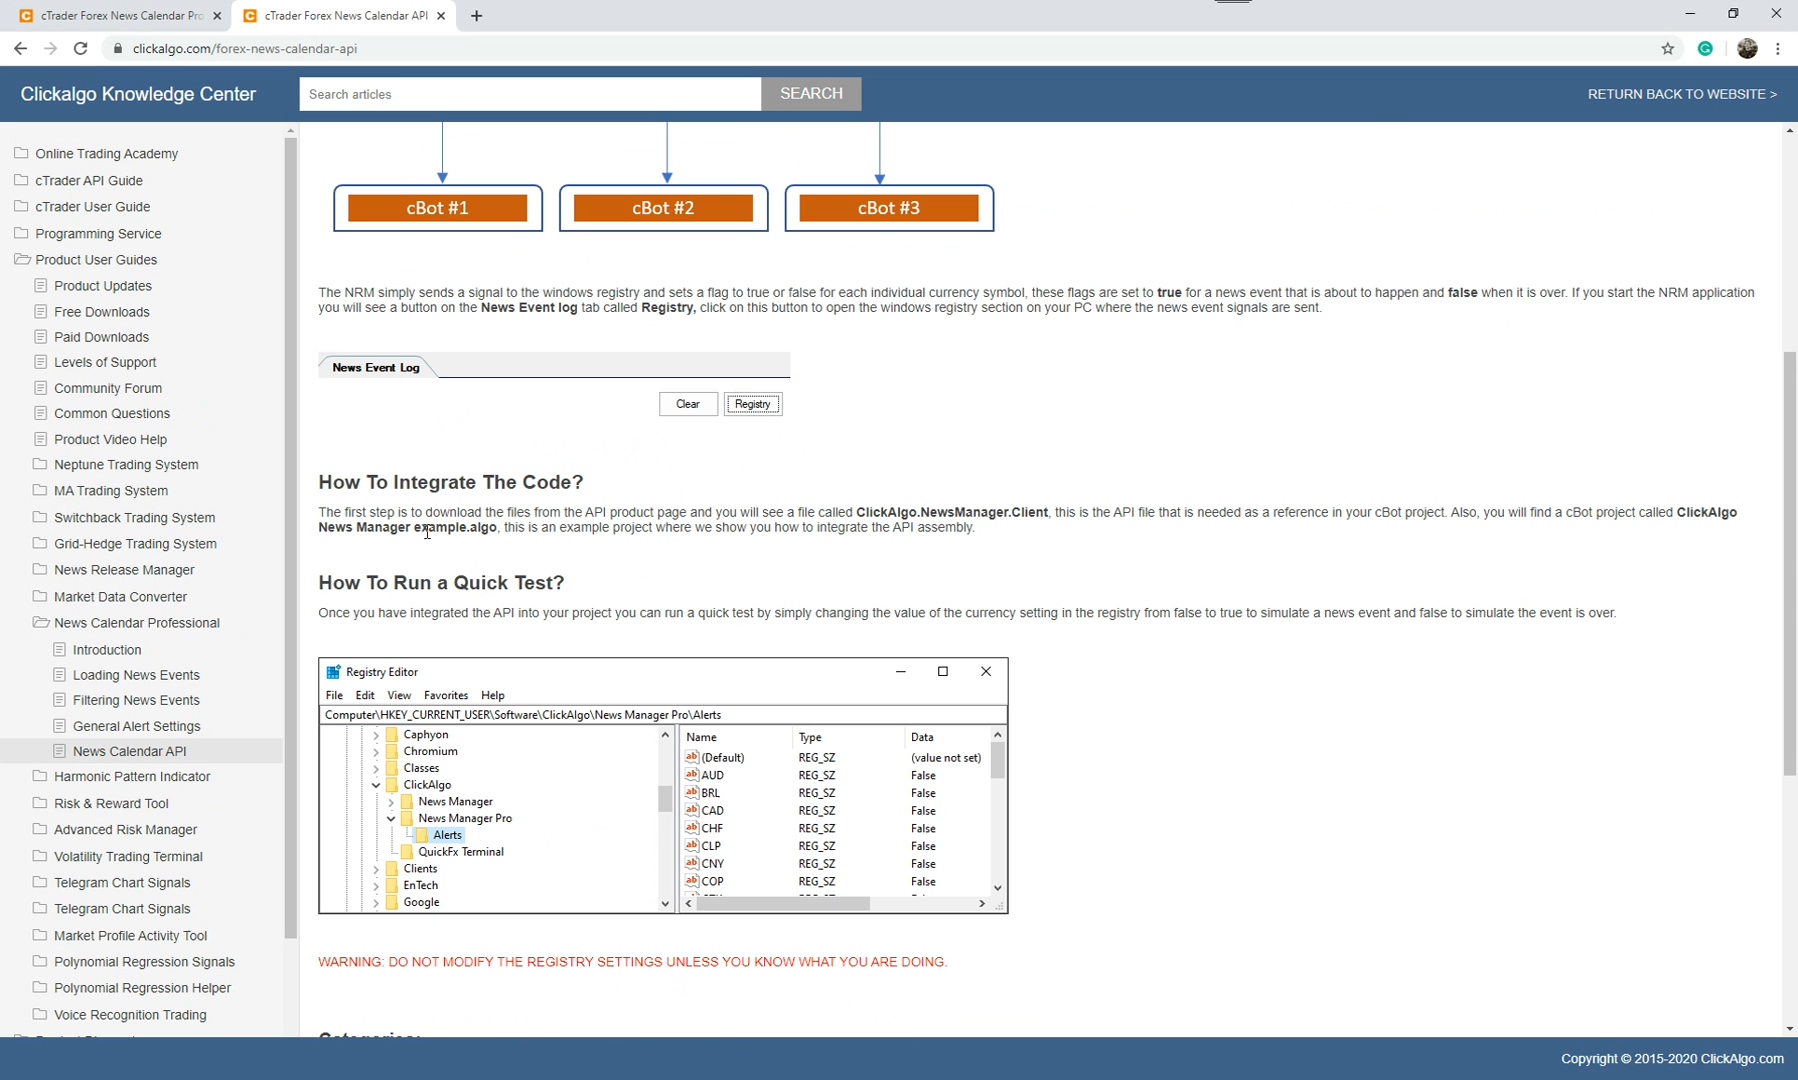 cTrader Forex News Calendar Pro
cTrader Forex News Calendar API
clickalgo.com/forex-news-calendar-api
Clickalgo Knowledge Center
Search articles
SEARCH
RETURN BACK TO WEBSITE >
Online Trading Academy
cTrader API Guide
cTrader User Guide
Programming Service
Product User Guides
Product Updates
Free Downloads
Paid Downloads
Levels of Support
Community Forum
Common Questions
Product Video Help
Neptune Trading System
MA Trading System
Switchback Trading System
Grid-Hedge Trading System
News Release Manager
Market Data Converter
News Calendar Professional
Introduction
Loading News Events
Filtering News Events
General Alert Settings
News Calendar API
Harmonic Pattern Indicator
Risk & Reward Tool
Advanced Risk Manager
Volatility Trading Terminal
Telegram Chart Signals
Telegram Chart Signals
Market Profile Activity Tool
Polynomial Regression Signals
Polynomial Regression Helper
Voice Recognition Trading
cBot #1
cBot #2
cBot #3
The NRM simply sends a signal to the windows registry and sets a flag to true or false for each individual currency symbol, these flags are set to true for a news event that is about to happen and false when it is over. If you start the NRM application
you will see a button on the News Event log tab called Registry, click on this button to open the windows registry section on your PC where the news event signals are sent.
News Event Log
Clear
Registry
How To Integrate The Code?
The first step is to download the files from the API product page and you will see a file called ClickAlgo.NewsManager.Client, this is the API file that is needed as a reference in your cBot project. Also, you will find a cBot project called ClickAlgo
News Manager example.algo, this is an example project where we show you how to integrate the API assembly.
How To Run a Quick Test?
Once you have integrated the API into your project you can run a quick test by simply changing the value of the currency setting in the registry from false to true to simulate a news event and false to simulate the event is over.
Registry Editor
File Edit View Favorites Help
Computer\HKEY_CURRENT_USER\Software\ClickAlgo\News Manager Pro\Alerts
Caphyon
Chromium
Classes
ClickAlgo
News Manager
News Manager Pro
Alerts
QuickFx Terminal
Clients
EnTech
Google
Name Type Data
(Default) REG_SZ (value not set)
AUD REG_SZ False
BRL REG_SZ False
CAD REG_SZ False
CHF REG_SZ False
CLP REG_SZ False
CNY REG_SZ False
COP REG_SZ False
WARNING: DO NOT MODIFY THE REGISTRY SETTINGS UNLESS YOU KNOW WHAT YOU ARE DOING.
Copyright © 2015-2020 ClickAlgo.com